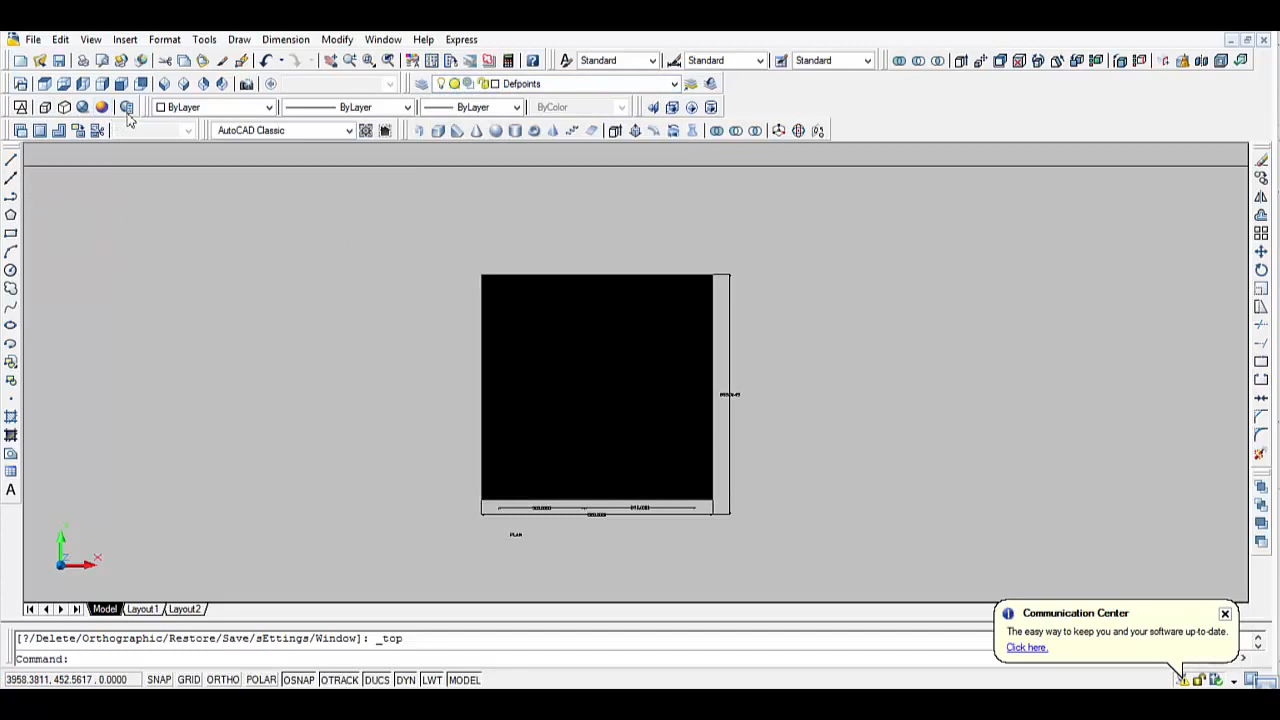 File Edit View Insert Format Tools Draw Dimension Modify Window Help Express
Standard Standard Standard
Defpoints
ByLayer ByLayer ByLayer ByColor
AutoCAD Classic
A
PLAN
X
Model Layout1 Layout2
Communication Center
The easy way to keep you and your software up-to-date.
Click here.
[?/Delete/Orthographic/Restore/Save/sEttings/Window]: _top
Command:
3958.3811, 452.5617 , 0.0000 SNAP GRID ORTHO POLAR OSNAP OTRACK DUCS DYN LWT MODEL